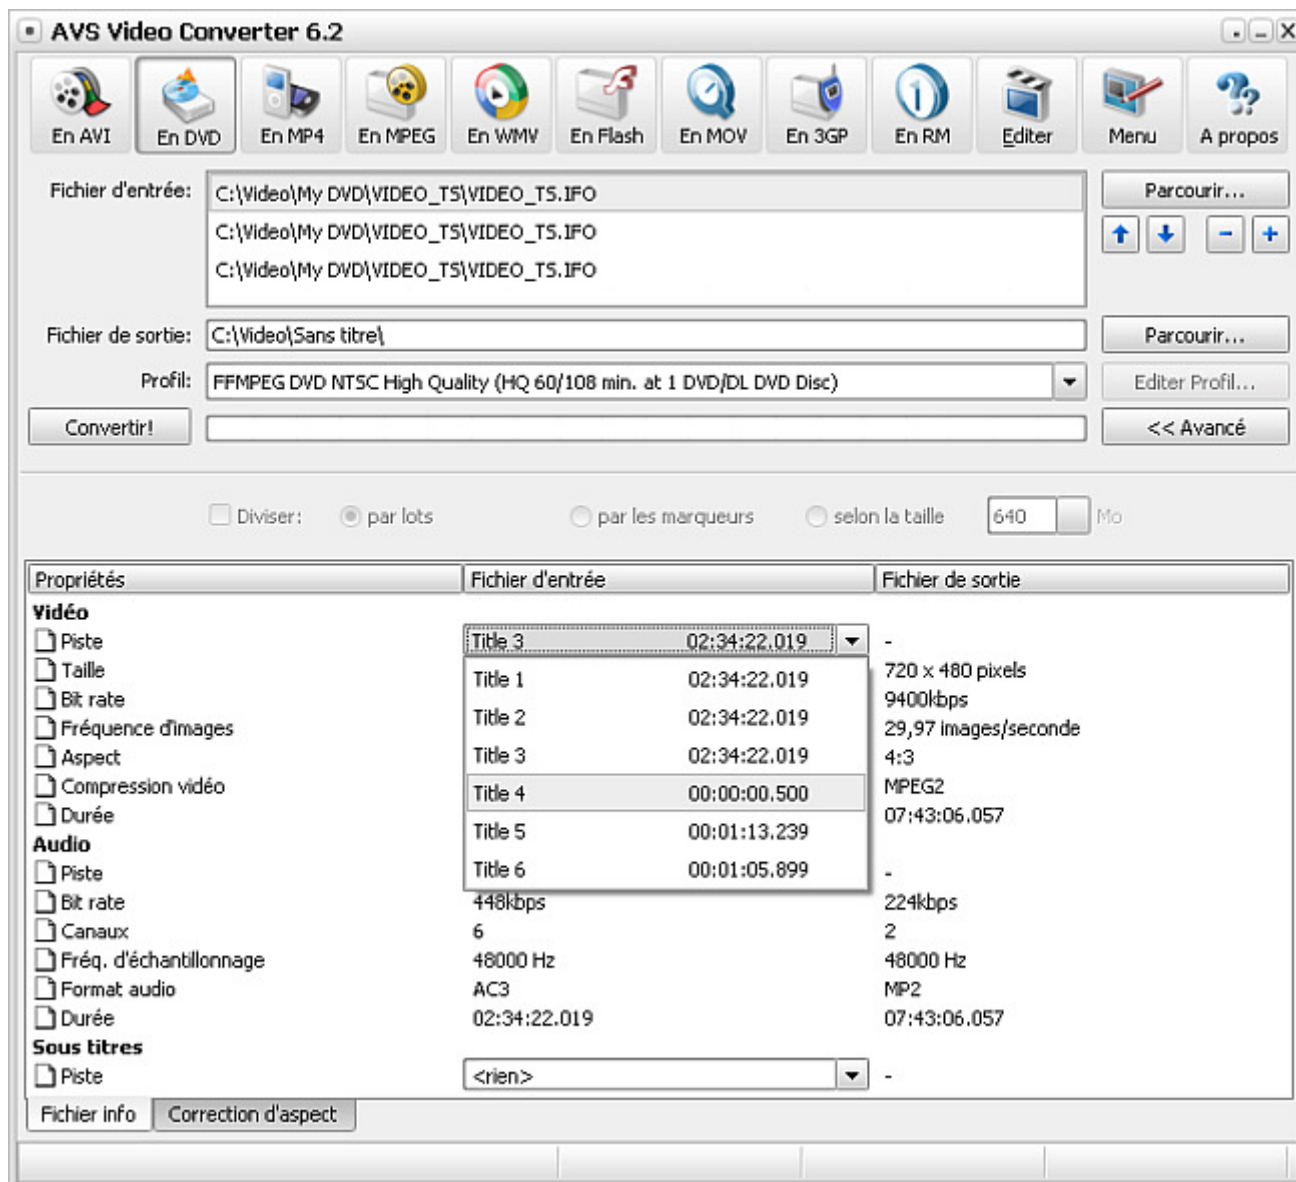 AVS Video Converter 6.2
En AVI En DVD En MP4 En MPEG En WMV En Flash En MOV En 3GP En RM Editer Menu A propos
Fichier d'entrée: C:\Video\My DVD\VIDEO_TS\VIDEO_TS.IFO Parcourir...
C:\Video\My DVD\VIDEO_TS\VIDEO_TS.IFO
C:\Video\My DVD\VIDEO_TS\VIDEO_TS.IFO
Fichier de sortie: C:\Video\Sans titre\ Parcourir...
Profil: FFMPEG DVD NTSC High Quality (HQ 60/108 min. at 1 DVD/DL DVD Disc) Editer Profil...
Convertir! << Avancé
Diviser: par lots par les marqueurs selon la taille 640 Mo
Propriétés Fichier d'entrée Fichier de sortie
Vidéo
Piste Title 3 02:34:22.019 -
Taille Title 1 02:34:22.019 720 x 480 pixels
Bit rate 9400kbps
Fréquence d'images Title 2 02:34:22.019 29,97 images/seconde
Aspect Title 3 02:34:22.019 4:3
Compression vidéo Title 4 00:00:00.500 MPEG2
Durée Title 5 00:01:13.239 07:43:06.057
Audio
Piste Title 6 00:01:05.899 -
Bit rate 448kbps 224kbps
Canaux 6 2
Fréq. d'échantillonnage 48000 Hz 48000 Hz
Format audio AC3 MP2
Durée 02:34:22.019 07:43:06.057
Sous titres
Piste <rien> -
Fichier info Correction d'aspect